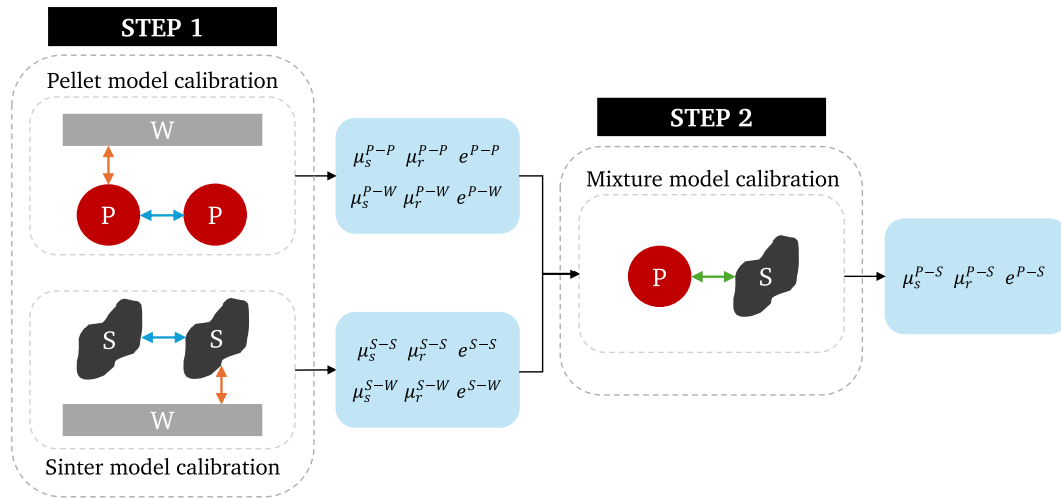 STEP 1
Pellet model calibration
W
P
P
μ_s^{P−P} μ_r^{P−P} e^{P−P}
μ_s^{P−W} μ_r^{P−W} e^{P−W}
S
S
W
Sinter model calibration
μ_s^{S−S} μ_r^{S−S} e^{S−S}
μ_s^{S−W} μ_r^{S−W} e^{S−W}
STEP 2
Mixture model calibration
P
S
μ_s^{P−S} μ_r^{P−S} e^{P−S}